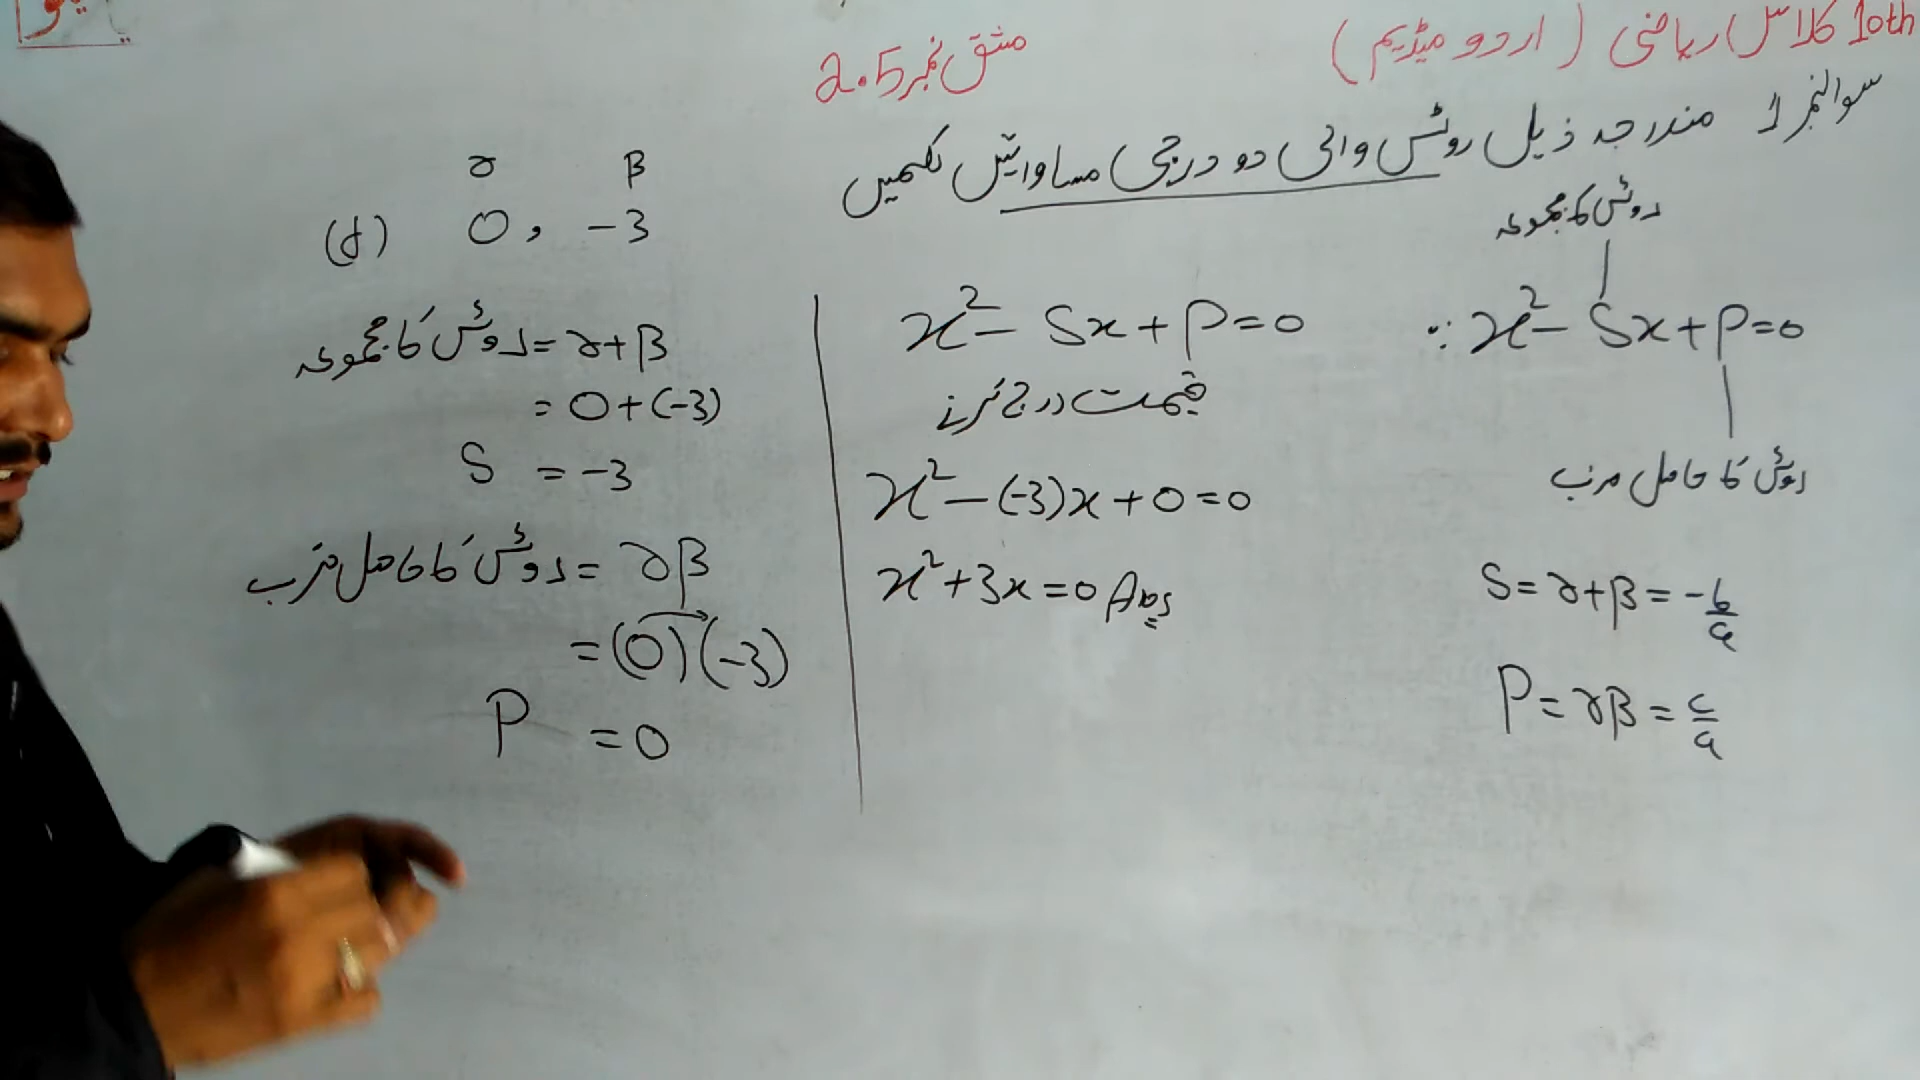 10th کلاس ریاضی (اردو میڈیم)
مشق نمبر 2.5
سوال نمبر 1 مندرجہ ذیل روٹس والی دو درجی مساواتیں لکھیں
α β
0 , -3
روٹس کا مجموعہ = α+β
= 0+(-3)
S = -3
روٹس کا حاصل ضرب = αβ
= (0)(-3)
P = 0
x² - Sx + P = 0
قیمت درج کرنے
x² - (-3)x + 0 = 0
x² + 3x = 0 Ans
روٹس کا مجموعہ
∵ x² - Sx + P = 0
روٹس کا حاصل ضرب
S = α+β = -b/a
P = αβ = c/a